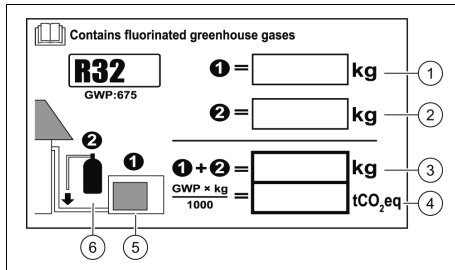 Contains fluorinated greenhouse gases
R32
GWP:675
❶= kg 1
❷= kg 2
❷
❶
❶+❷= kg 3
GWP × kg
1000
= tCO₂eq 4
6 5